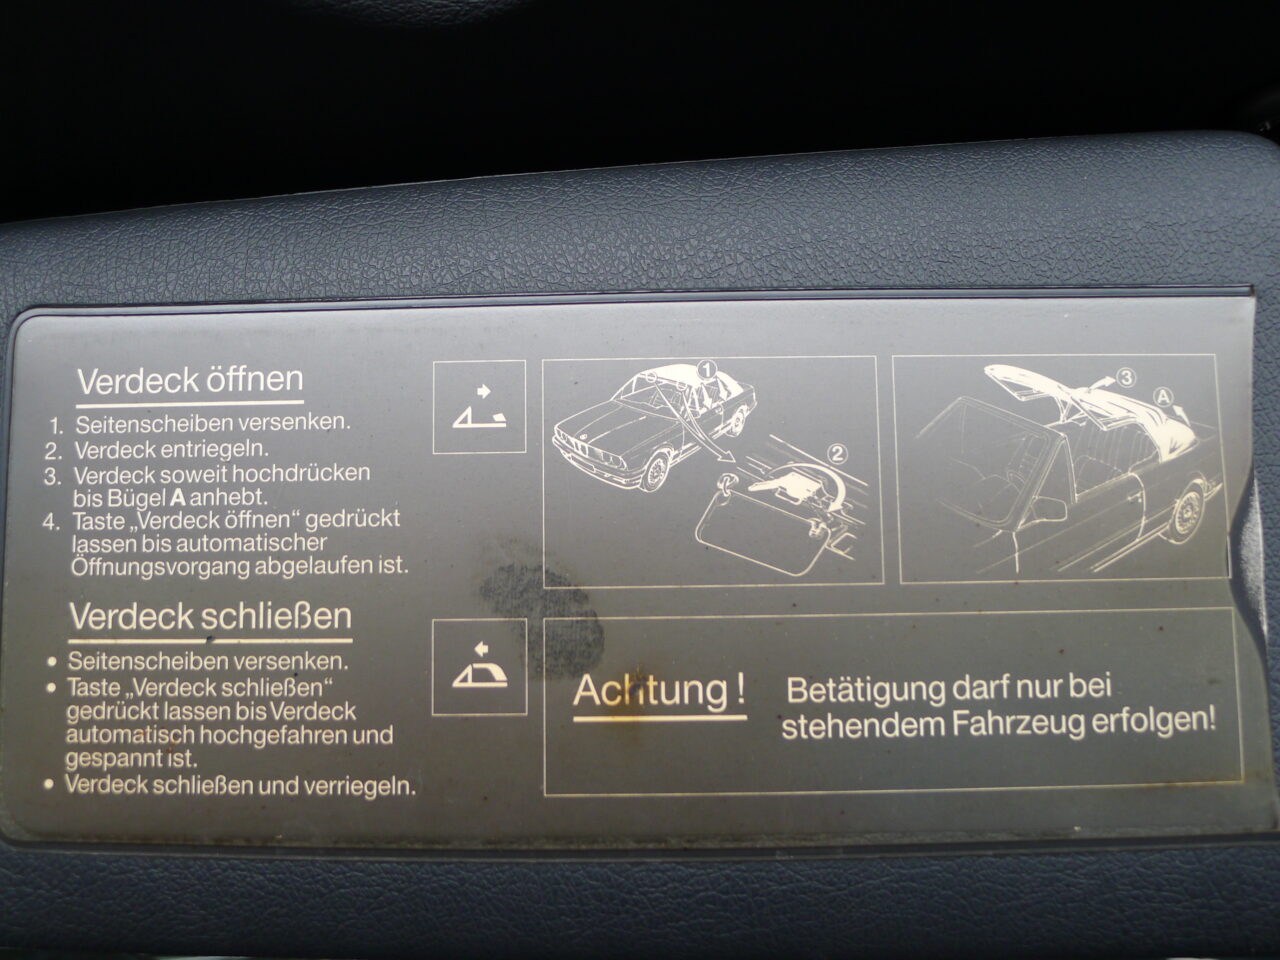 Verdeck öffnen
1. Seitenscheiben versenken.
2. Verdeck entriegeln.
3. Verdeck soweit hochdrücken
bis Bügel A anhebt.
4. Taste „Verdeck öffnen“ gedrückt
lassen bis automatischer
Öffnungsvorgang abgelaufen ist.
Verdeck schließen
• Seitenscheiben versenken.
• Taste „Verdeck schließen“
gedrückt lassen bis Verdeck
automatisch hochgefahren und
gespannt ist.
• Verdeck schließen und verriegeln.
1
2
3
A
Achtung!
Betätigung darf nur bei
stehendem Fahrzeug erfolgen!